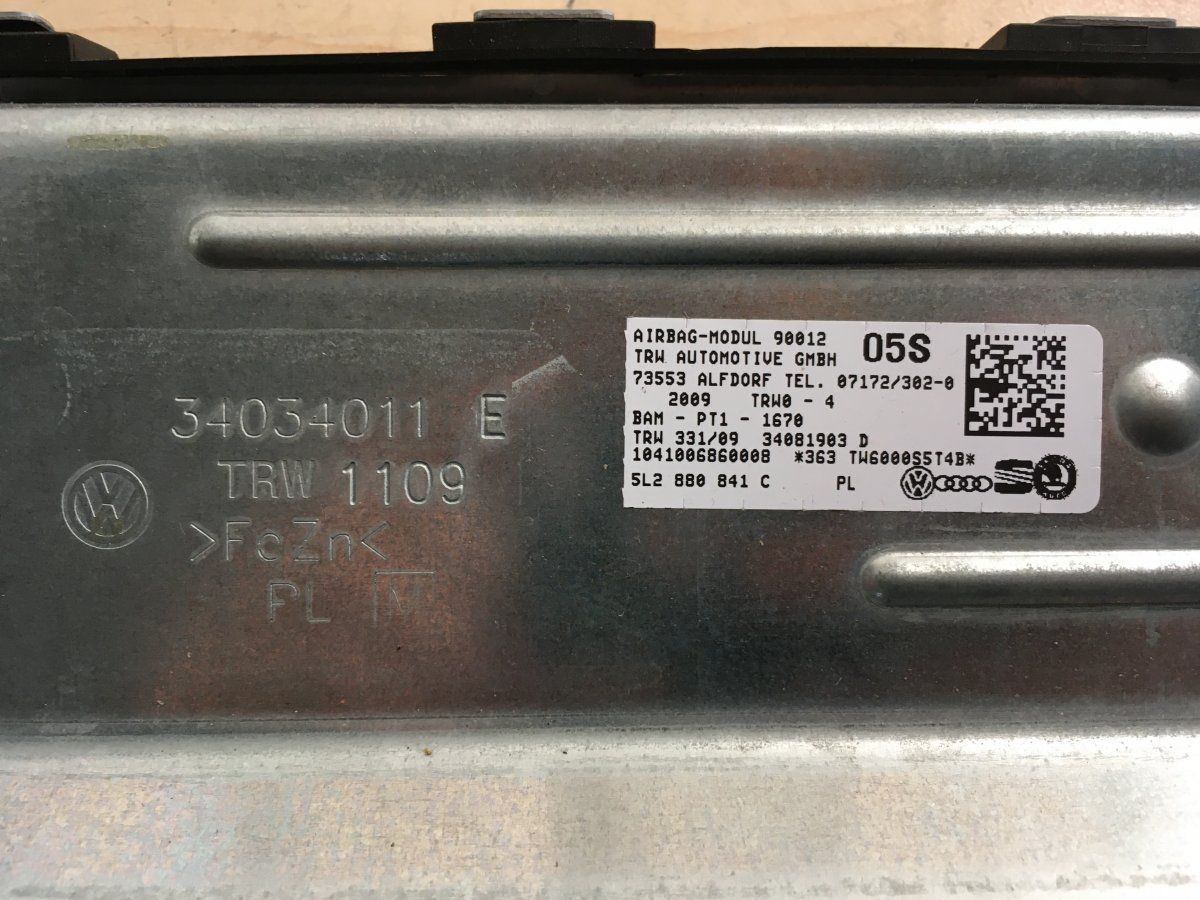 34034011 E
TRW 1109
>FeZn<
PL M
AIRBAG-MODUL 90012 05S
TRW AUTOMOTIVE GMBH
73553 ALFDORF TEL. 07172/302-0
2009 TRW0 - 4
BAM - PT1 - 1670
TRW 331/09 34081903 D
1041006860008 *363 TW6000S5T4B*
5L2 880 841 C PL